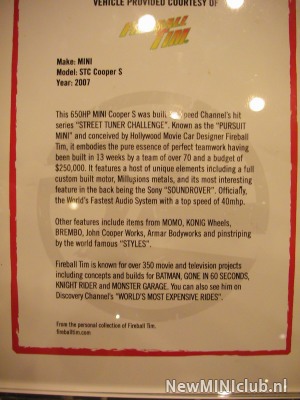 VEHICLE PROVIDED COURTESY OF
FIREBALL
TIM
Make: MINI
Model: STC Cooper S
Year: 2007
This 650HP MINI Cooper S was built Speed Channel's hit
series "STREET TUNER CHALLENGE". Known as the "PURSUIT
MINI" and conceived by Hollywood Movie Car Designer Fireball
Tim, it embodies the pure essence of perfect teamwork having
been built in 13 weeks by a team of over 70 and a budget of
$250,000. It features a host of unique elements including a full
custom built motor, Millspinns metals, and its most interesting
feature in the back being the Sony "SOUNDROVER". Officially,
the World's Fastest Audio System with a top speed of 40mhp.
Other features include items from MOMO, KONIG Wheels,
BREMBO, John Cooper Works, Armar Bodyworks and pinstriping
by the world famous "STYLES".
Fireball Tim is known for over 350 movie and television projects
including concepts and builds for BATMAN, GONE IN 60 SECONDS,
KNIGHT RIDER and MONSTER GARAGE. You can also see him on
Discovery Channel's "WORLD'S MOST EXPENSIVE RIDES".
From the personal collection of Fireball Tim.
fireballtim.com
NewMINIclub.nl